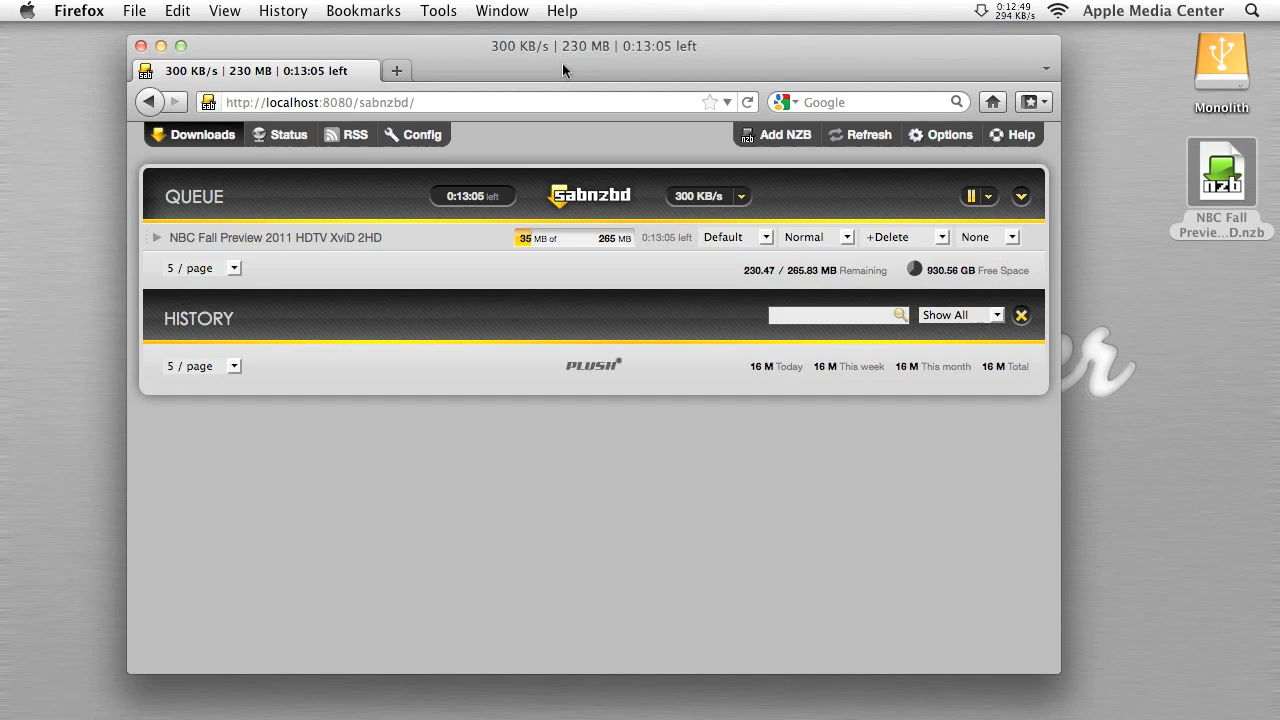 Firefox File Edit View History Bookmarks Tools Window Help
0:12:49
294 KB/s
Apple Media Center
300 KB/s | 230 MB | 0:13:05 left
sab 300 KB/s | 230 MB | 0:13:05 left
sab http://localhost:8080/sabnzbd/ Google
Downloads Status RSS Config nzb Add NZB Refresh Options Help
QUEUE 0:13:05 left sabnzbd 300 KB/s
NBC Fall Preview 2011 HDTV XviD 2HD 35 MB of 265 MB 0:13:05 left Default Normal +Delete None
5 / page 230.47 / 265.83 MB Remaining 930.56 GB Free Space
HISTORY Show All
5 / page PLUSH 16 M Today 16 M This week 16 M This month 16 M Total
Monolith
nzb
NBC Fall
Previe...D.nzb
er